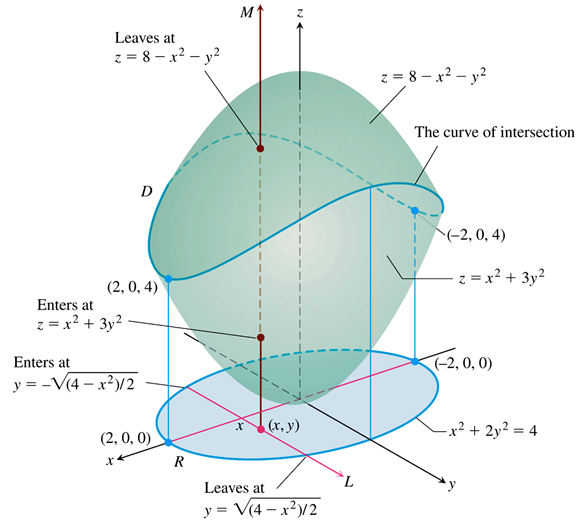 M
z
Leaves at
z = 8 – x² – y²
z = 8 – x² – y²
The curve of intersection
D
(–2, 0, 4)
(2, 0, 4)
z = x² + 3y²
Enters at
z = x² + 3y²
Enters at
y = –√(4 – x²)/2
(–2, 0, 0)
x
(x, y)
(2, 0, 0)
x² + 2y² = 4
x
R
L
y
Leaves at
y = √(4 – x²)/2